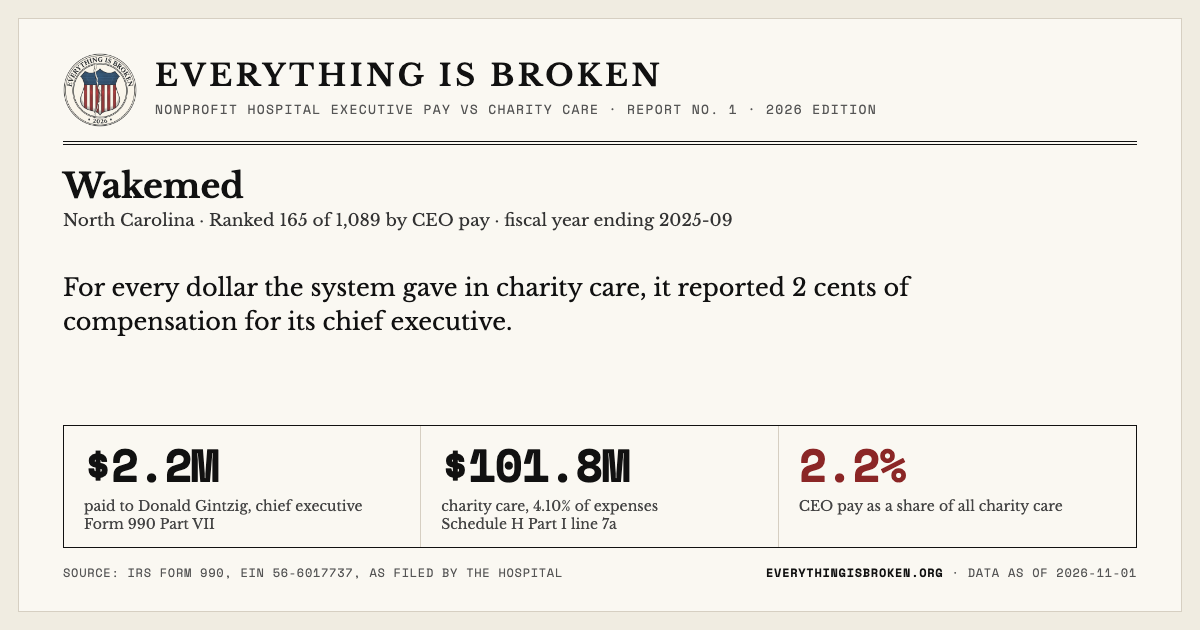 EVERYTHING IS BROKEN
2026
EVERYTHING IS BROKEN
NONPROFIT HOSPITAL EXECUTIVE PAY VS CHARITY CARE · REPORT NO. 1 · 2026 EDITION
Wakemed
North Carolina · Ranked 165 of 1,089 by CEO pay · fiscal year ending 2025-09
For every dollar the system gave in charity care, it reported 2 cents of
compensation for its chief executive.
$2.2M
paid to Donald Gintzig, chief executive
Form 990 Part VII
$101.8M
charity care, 4.10% of expenses
Schedule H Part I line 7a
2.2%
CEO pay as a share of all charity care
SOURCE: IRS FORM 990, EIN 56-6017737, AS FILED BY THE HOSPITAL
EVERYTHINGISBROKEN.ORG · DATA AS OF 2026-11-01